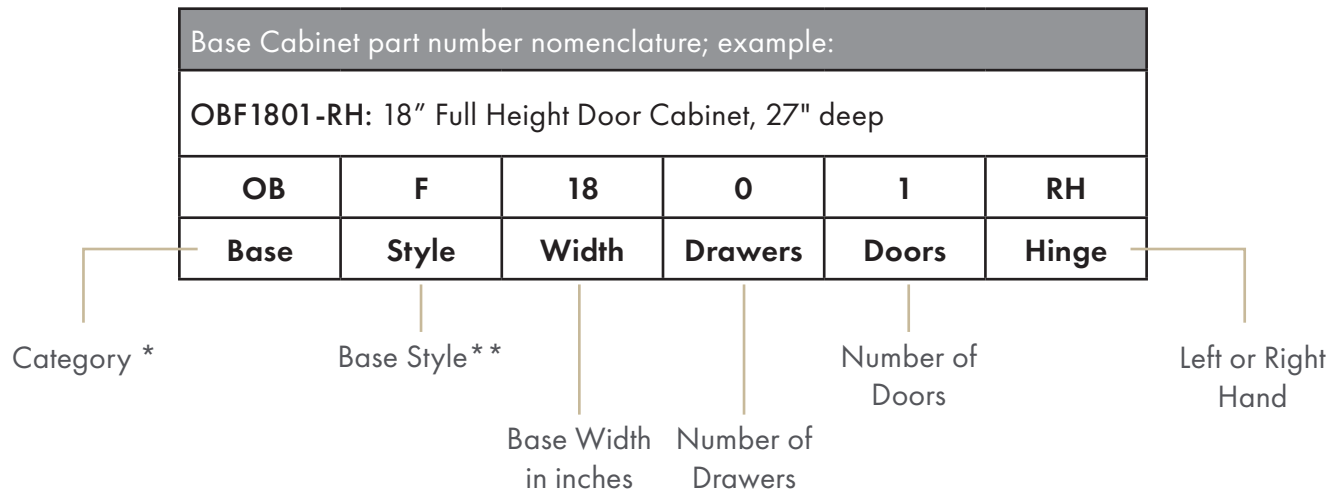 Base Cabinet part number nomenclature; example:
OBF1801-RH: 18” Full Height Door Cabinet, 27" deep
OB F 18 0 1 RH
Base Style Width Drawers Doors Hinge
Category *
Base Style**
Number of
Doors
Left or Right
Hand
Base Width
in inches
Number of
Drawers